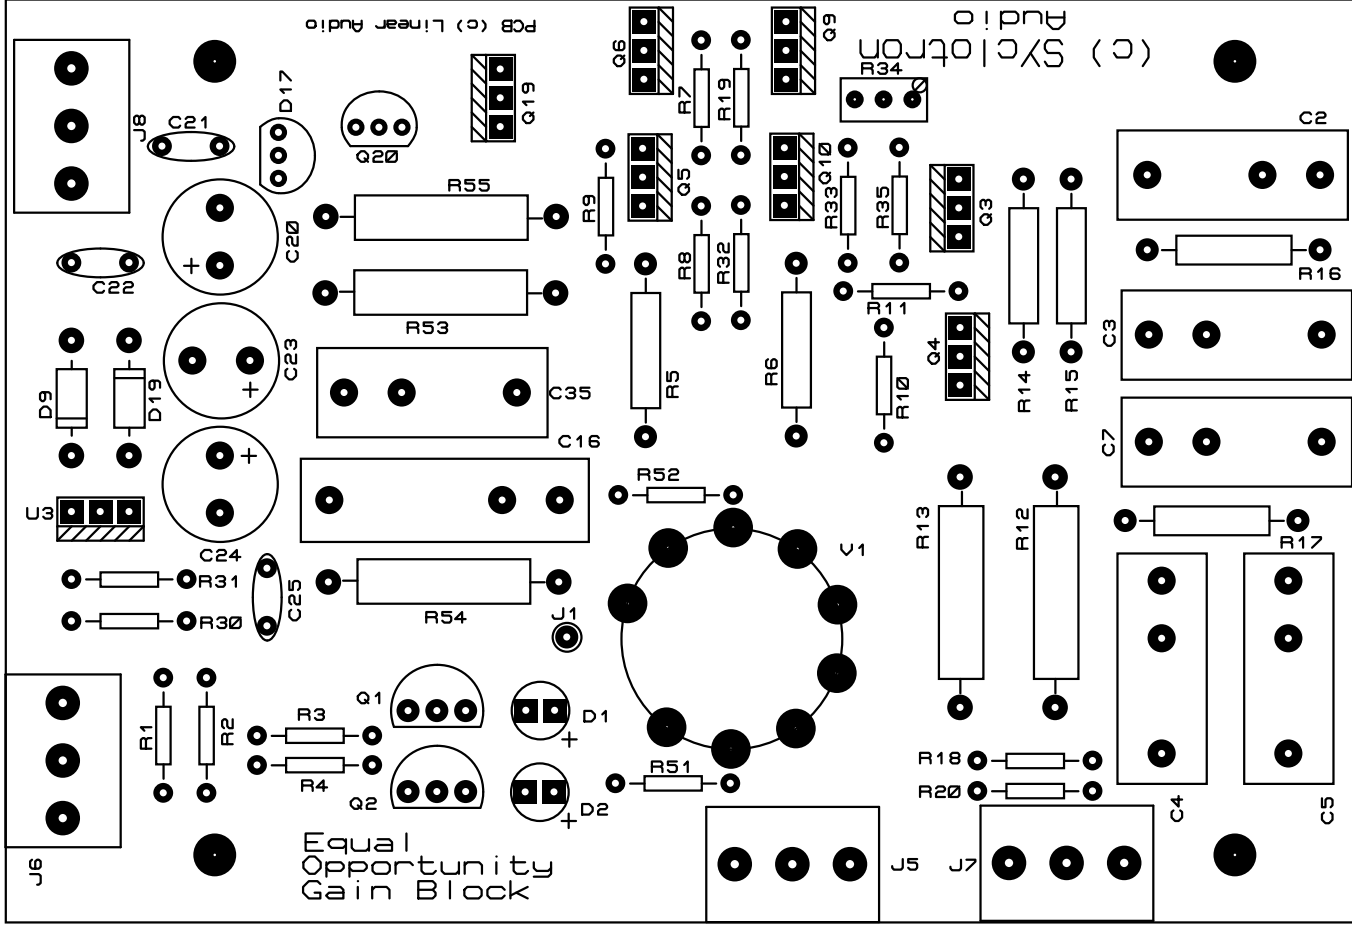 PCB (c) Linear Audio
(c) SYclotron
Audio
J8
C21
D17
Q20
Q19
Q6
R7
R19
Q9
R34
C2
R55
R9
Q5
Q10
R33
R35
Q3
C20
C22
R8
R32
R11
R16
R53
C23
D9
D19
C35
R5
R6
R10
Q4
R14
R15
C3
C16
C7
U3
R52
R13
R12
R17
C24
V1
R31
R30
C25
R54
J1
Q1
D1
R1
R2
R3
R4
Q2
D2
R51
R18
R20
C4
C5
J6
Equal
Opportunity
Gain Block
J5
J7